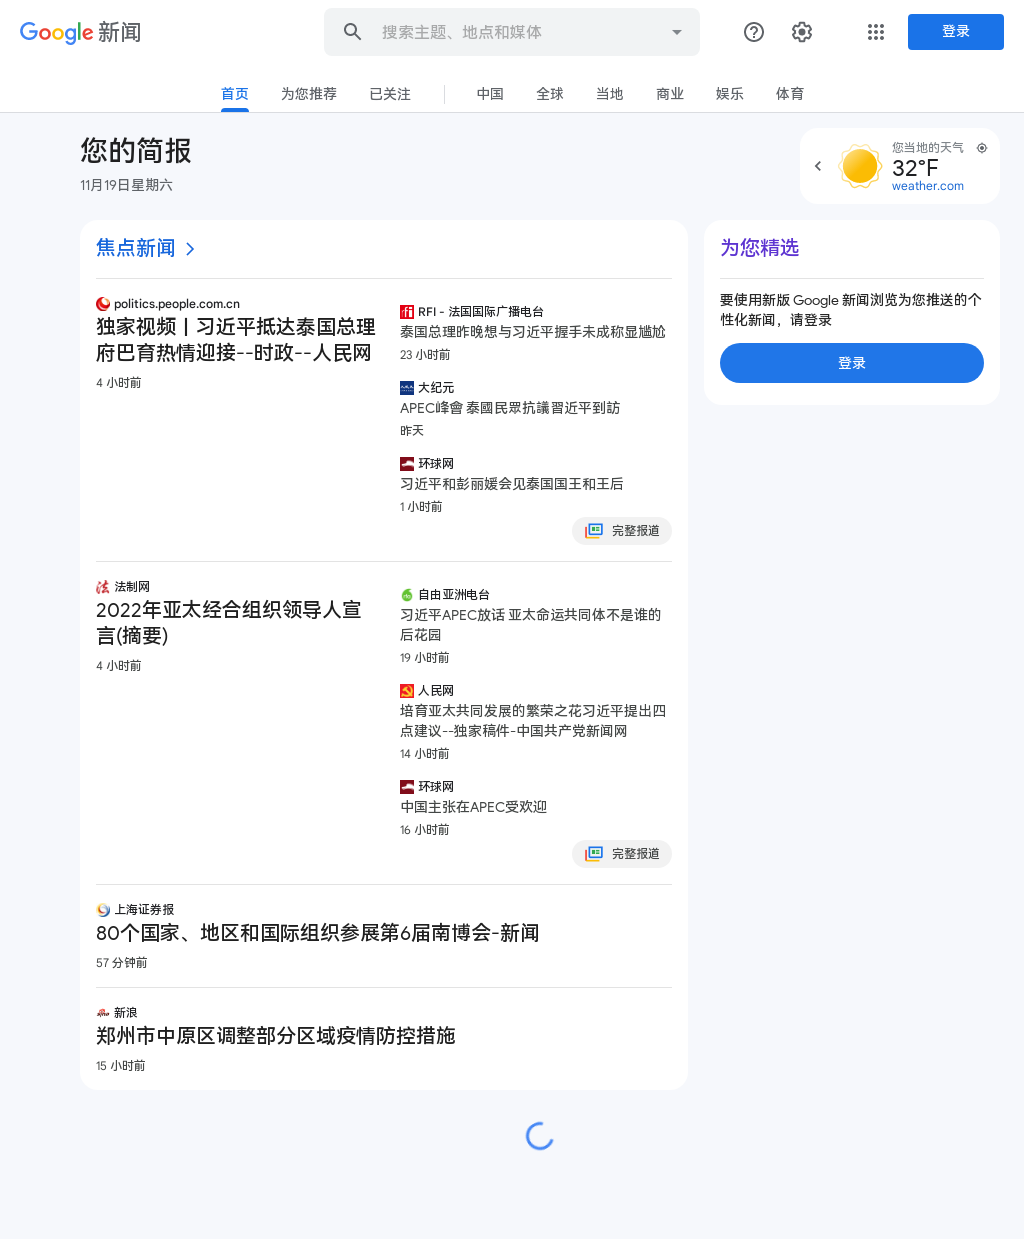 Google 新闻
搜索主题、地点和媒体
登录
首页 为您推荐 已关注 中国 全球 当地 商业 娱乐 体育
您的简报
11月19日星期六
您当地的天气
32°F
weather.com
焦点新闻
politics.people.com.cn
独家视频丨习近平抵达泰国总理
府巴育热情迎接--时政--人民网
4 小时前
RFI - 法国国际广播电台
泰国总理昨晚想与习近平握手未成称显尴尬
23 小时前
大纪元
APEC峰會 泰國民眾抗議習近平到訪
昨天
环球网
习近平和彭丽媛会见泰国国王和王后
1 小时前
完整报道
法制网
2022年亚太经合组织领导人宣
言(摘要)
4 小时前
自由亚洲电台
习近平APEC放话 亚太命运共同体不是谁的
后花园
19 小时前
人民网
培育亚太共同发展的繁荣之花习近平提出四
点建议--独家稿件-中国共产党新闻网
14 小时前
环球网
中国主张在APEC受欢迎
16 小时前
完整报道
上海证券报
80个国家、地区和国际组织参展第6届南博会-新闻
57 分钟前
新浪
郑州市中原区调整部分区域疫情防控措施
15 小时前
为您精选
要使用新版 Google 新闻浏览为您推送的个
性化新闻，请登录
登录